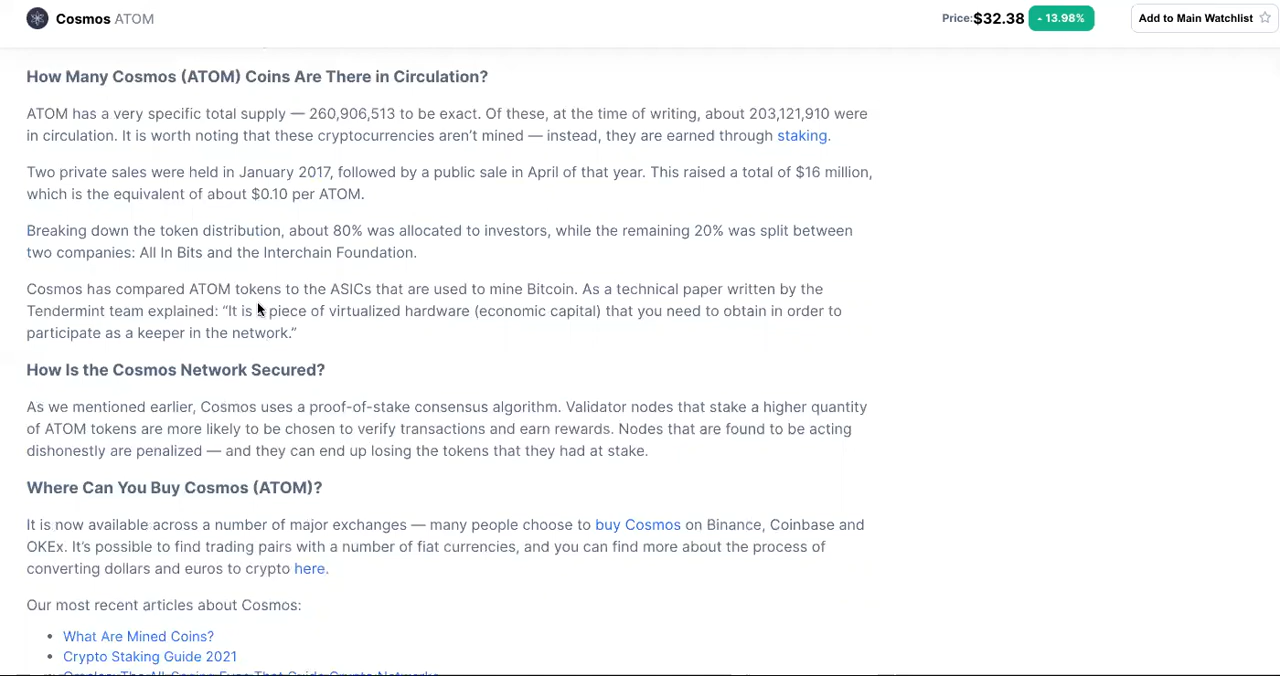 Cosmos ATOM
Price:$32.38 - 13.98% Add to Main Watchlist
How Many Cosmos (ATOM) Coins Are There in Circulation?
ATOM has a very specific total supply — 260,906,513 to be exact. Of these, at the time of writing, about 203,121,910 were
in circulation. It is worth noting that these cryptocurrencies aren’t mined — instead, they are earned through staking.
Two private sales were held in January 2017, followed by a public sale in April of that year. This raised a total of $16 million,
which is the equivalent of about $0.10 per ATOM.
Breaking down the token distribution, about 80% was allocated to investors, while the remaining 20% was split between
two companies: All In Bits and the Interchain Foundation.
Cosmos has compared ATOM tokens to the ASICs that are used to mine Bitcoin. As a technical paper written by the
Tendermint team explained: “It is a piece of virtualized hardware (economic capital) that you need to obtain in order to
participate as a keeper in the network.”
How Is the Cosmos Network Secured?
As we mentioned earlier, Cosmos uses a proof-of-stake consensus algorithm. Validator nodes that stake a higher quantity
of ATOM tokens are more likely to be chosen to verify transactions and earn rewards. Nodes that are found to be acting
dishonestly are penalized — and they can end up losing the tokens that they had at stake.
Where Can You Buy Cosmos (ATOM)?
It is now available across a number of major exchanges — many people choose to buy Cosmos on Binance, Coinbase and
OKEx. It’s possible to find trading pairs with a number of fiat currencies, and you can find more about the process of
converting dollars and euros to crypto here.
Our most recent articles about Cosmos:
• What Are Mined Coins?
• Crypto Staking Guide 2021